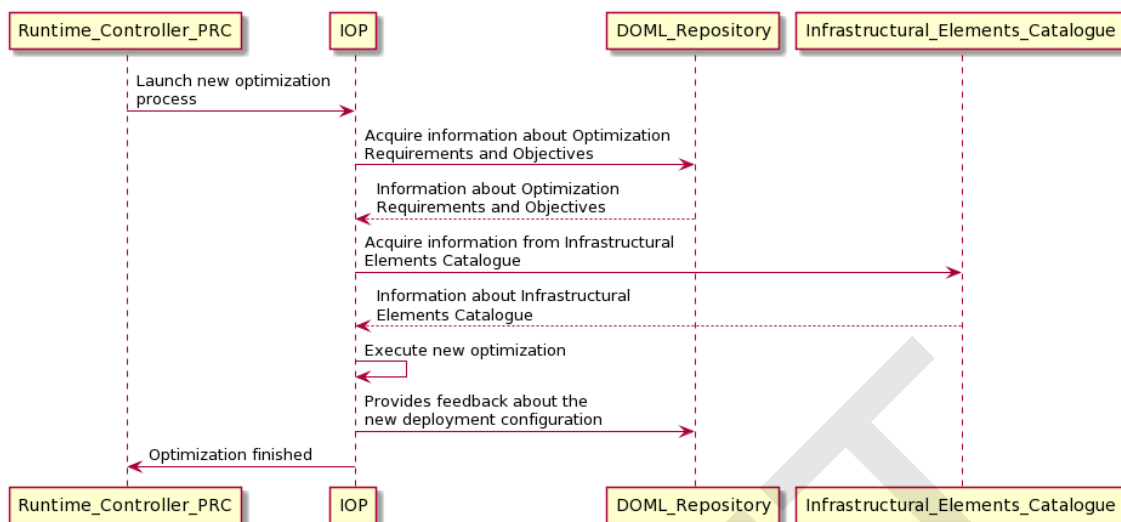 Runtime_Controller_PRC
IOP
DOML_Repository
Infrastructural_Elements_Catalogue
Launch new optimization
process
Acquire information about Optimization
Requirements and Objectives
Information about Optimization
Requirements and Objectives
Acquire information from Infrastructural
Elements Catalogue
Information about Infrastructural
Elements Catalogue
Execute new optimization
Provides feedback about the
new deployment configuration
Optimization finished
Runtime_Controller_PRC
IOP
DOML_Repository
Infrastructural_Elements_Catalogue